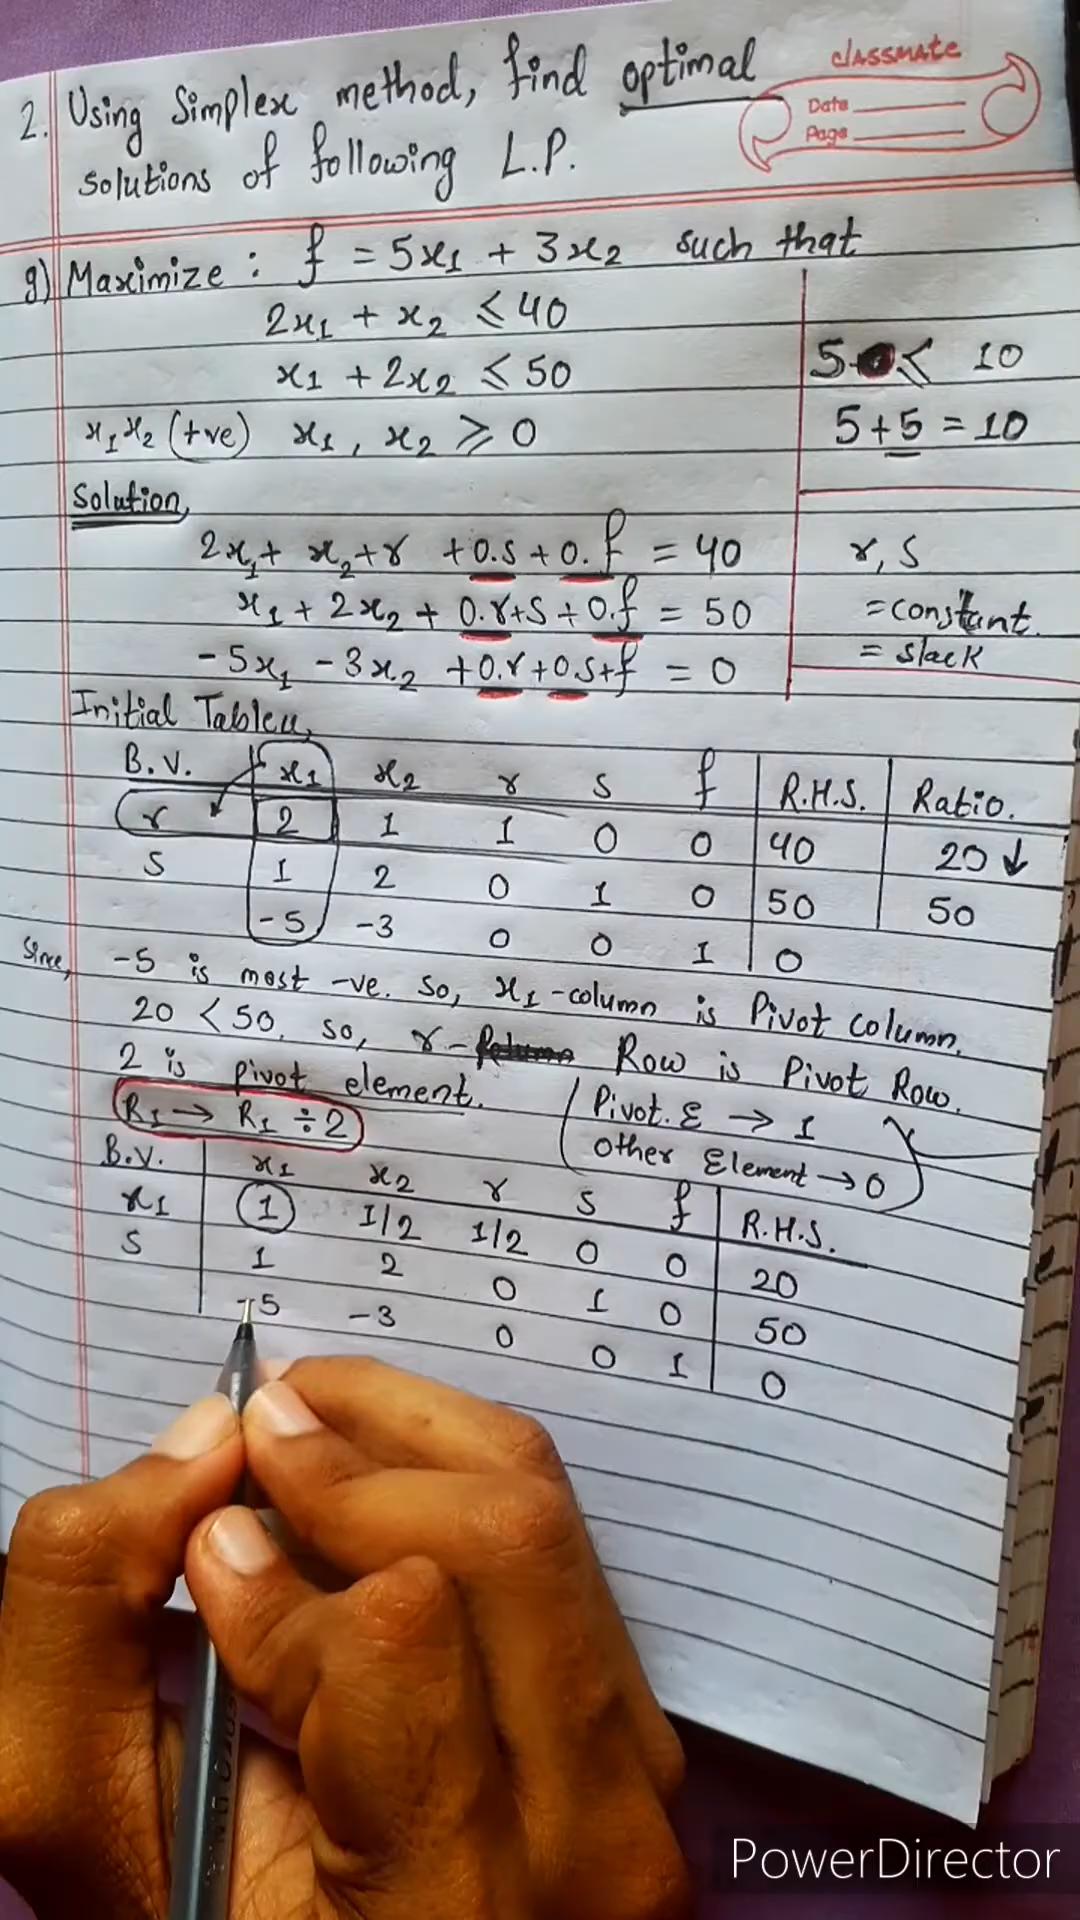 classmate
Date
Page
2. Using Simplex method, find optimal
solutions of following L.P.
g) Maximize : f = 5x₁ + 3x₂ such that
2x₁ + x₂ ⩽ 40
x₁ + 2x₂ ⩽ 50
x₁x₂ (+ve) x₁, x₂ ⩾ 0
5 ⩽ 10
5 + 5 = 10
Solution,
2x₁ + x₂ + r + 0.s + 0.f = 40
x₁ + 2x₂ + 0.r + s + 0.f = 50
-5x₁ - 3x₂ + 0.r + 0.s + f = 0
r, s
= constant.
= slack
Initial Tableu,
B.V. x₁ x₂ r s f R.H.S. Ratio.
r 2 1 1 0 0 40 20 ↓
s 1 2 0 1 0 50 50
-5 -3 0 0 1 0
Since, -5 is most -ve. so, x₁-column is Pivot column.
20 < 50. so, r - Row is Pivot Row.
2 is pivot element.
R₁ → R₁ ÷ 2
Pivot. E → 1
other Element → 0
B.V. x₁ x₂ r s f R.H.S.
x₁ 1 1/2 1/2 0 0 20
s 1 2 0 1 0 50
-5 -3 0 0 1 0
PowerDirector